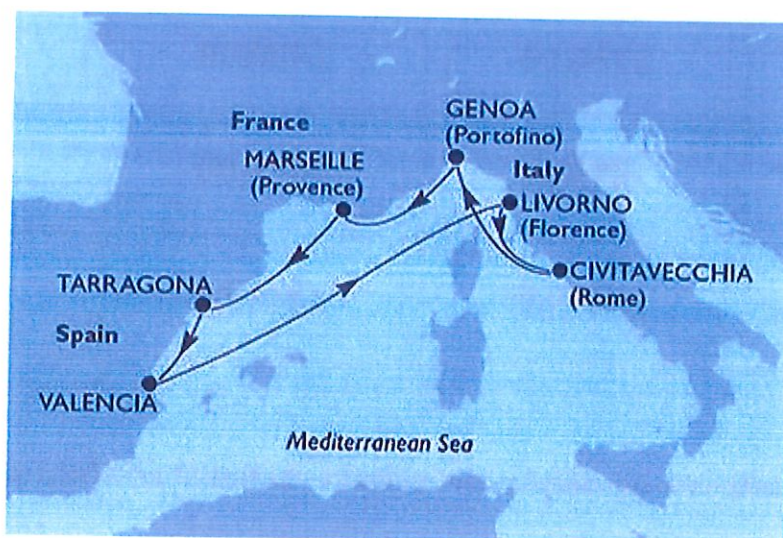 GENOA
(Portofino)
France
MARSEILLE
(Provence)
Italy
LIVORNO
(Florence)
CIVITAVECCHIA
(Rome)
TARRAGONA
Spain
VALENCIA
Mediterranean Sea